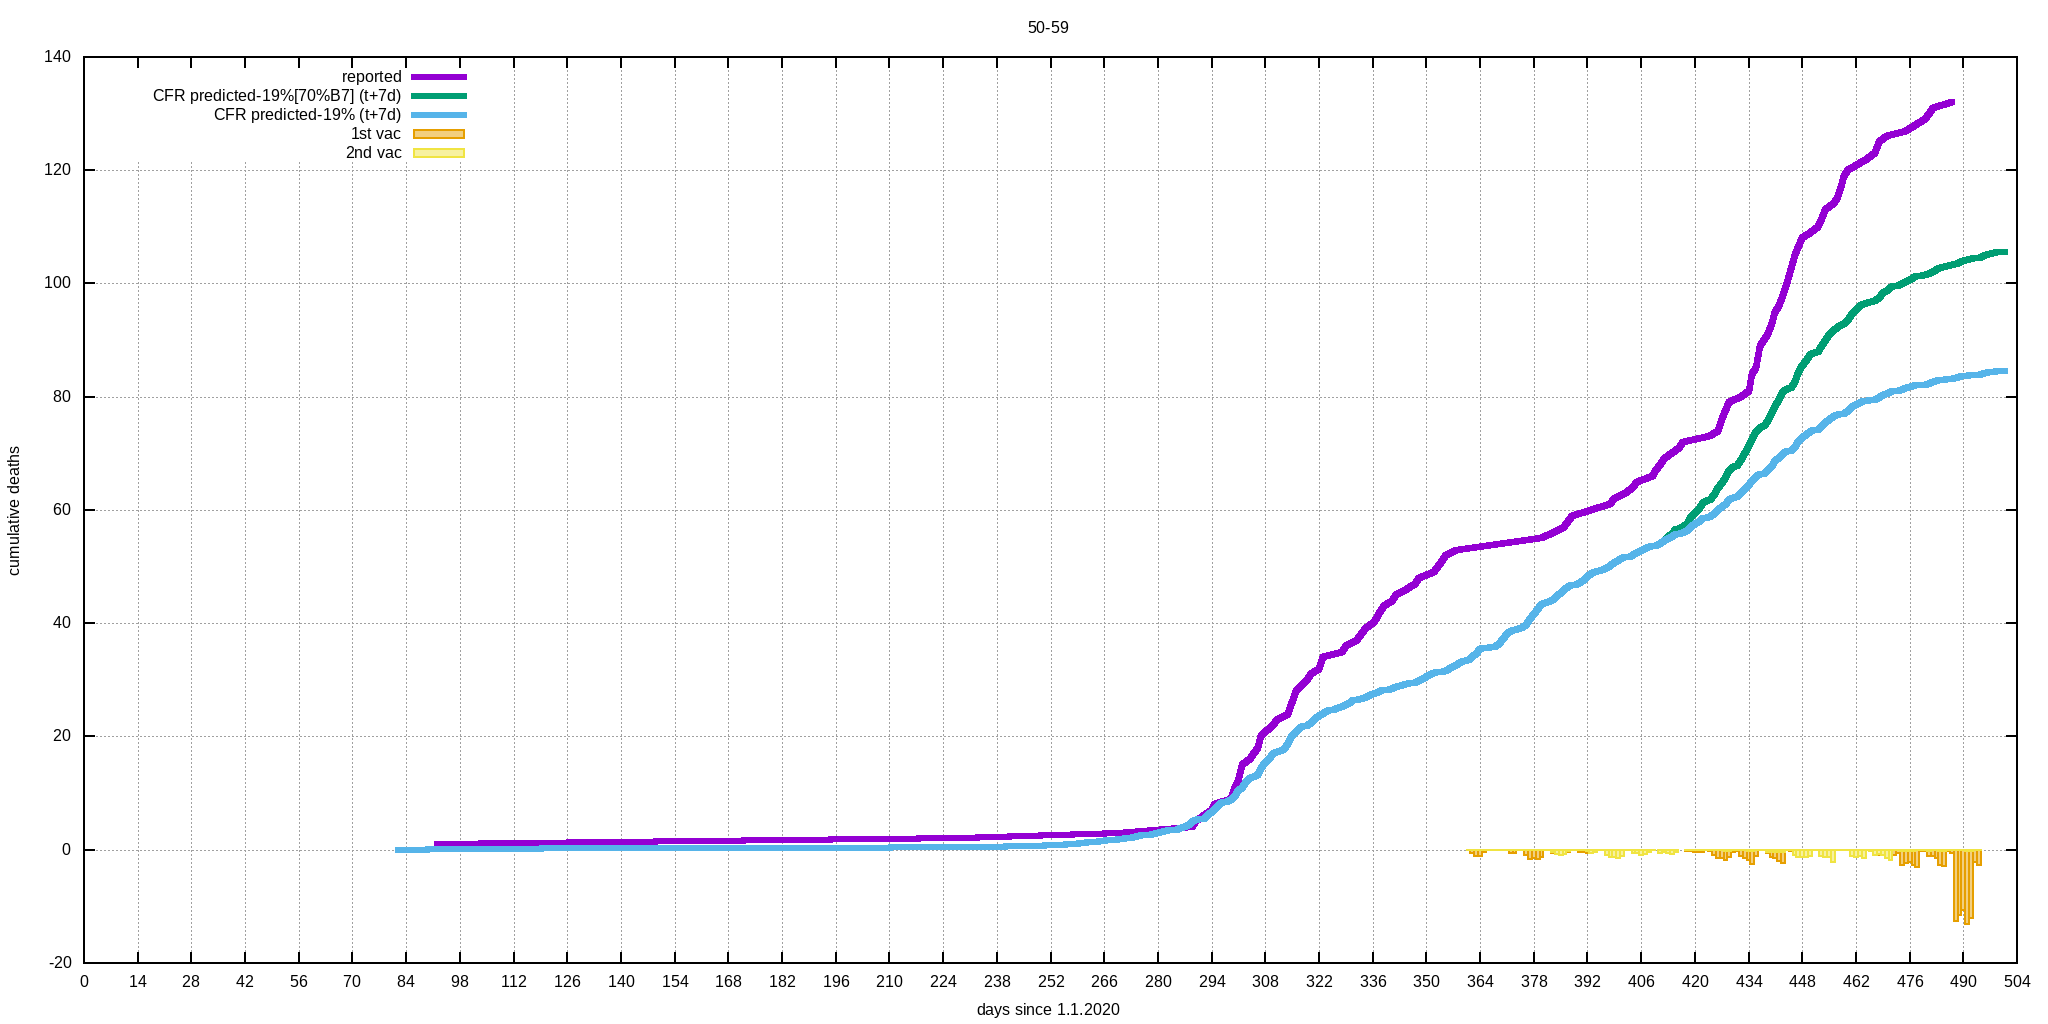 50-59
140
120
100
80
60
40
20
0
-20
cumulative deaths
reported
CFR predicted-19%[70%B7] (t+7d)
CFR predicted-19% (t+7d)
1st vac
2nd vac
0 14 28 42 56 70 84 98 112 126 140 154 168 182 196 210 224 238 252 266 280 294 308 322 336 350 364 378 392 406 420 434 448 462 476 490 504
days since 1.1.2020